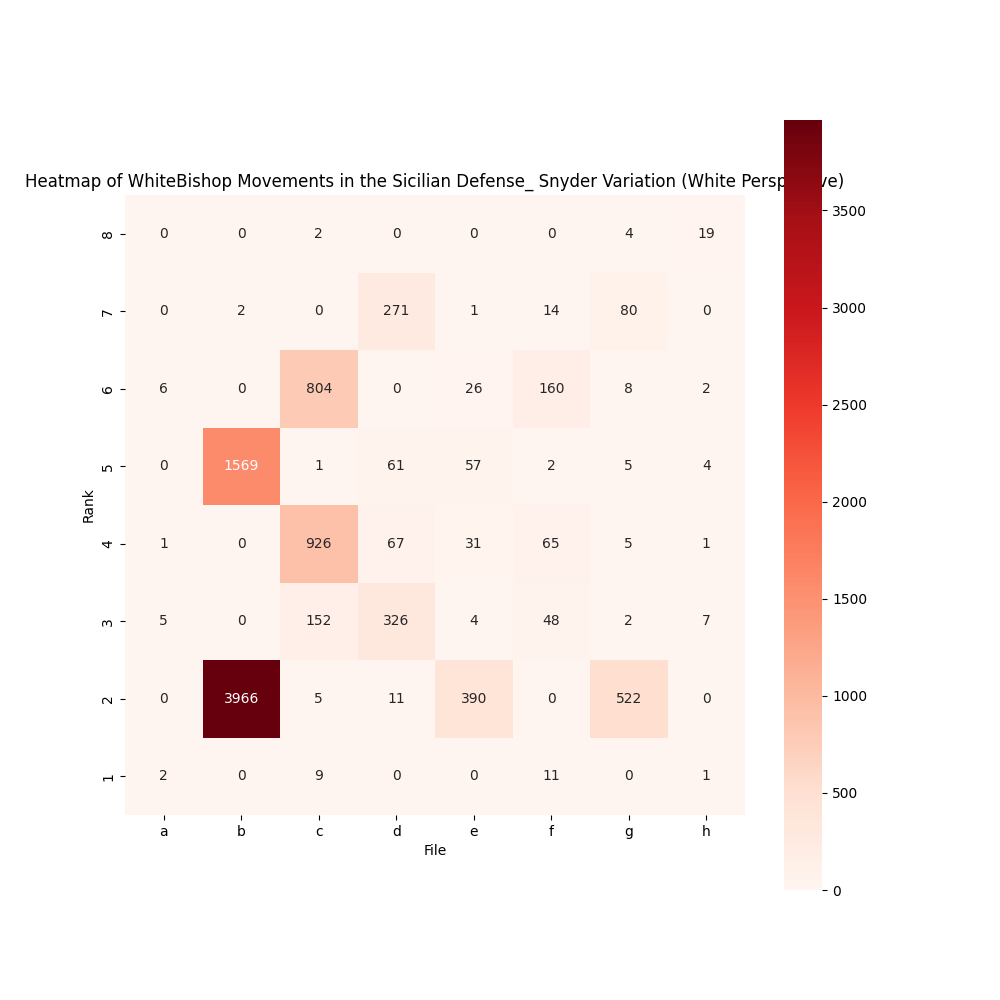 Heatmap of WhiteBishop Movements in the Sicilian Defense_ Snyder Variation (White Perspective)
8 0 0 2 0 0 0 4 19
7 0 2 0 271 1 14 80 0
6 6 0 804 0 26 160 8 2
5 0 1569 1 61 57 2 5 4
4 1 0 926 67 31 65 5 1
3 5 0 152 326 4 48 2 7
2 0 3966 5 11 390 0 522 0
1 2 0 9 0 0 11 0 1
a b c d e f g h
File
Rank
3500
3000
2500
2000
1500
1000
500
0